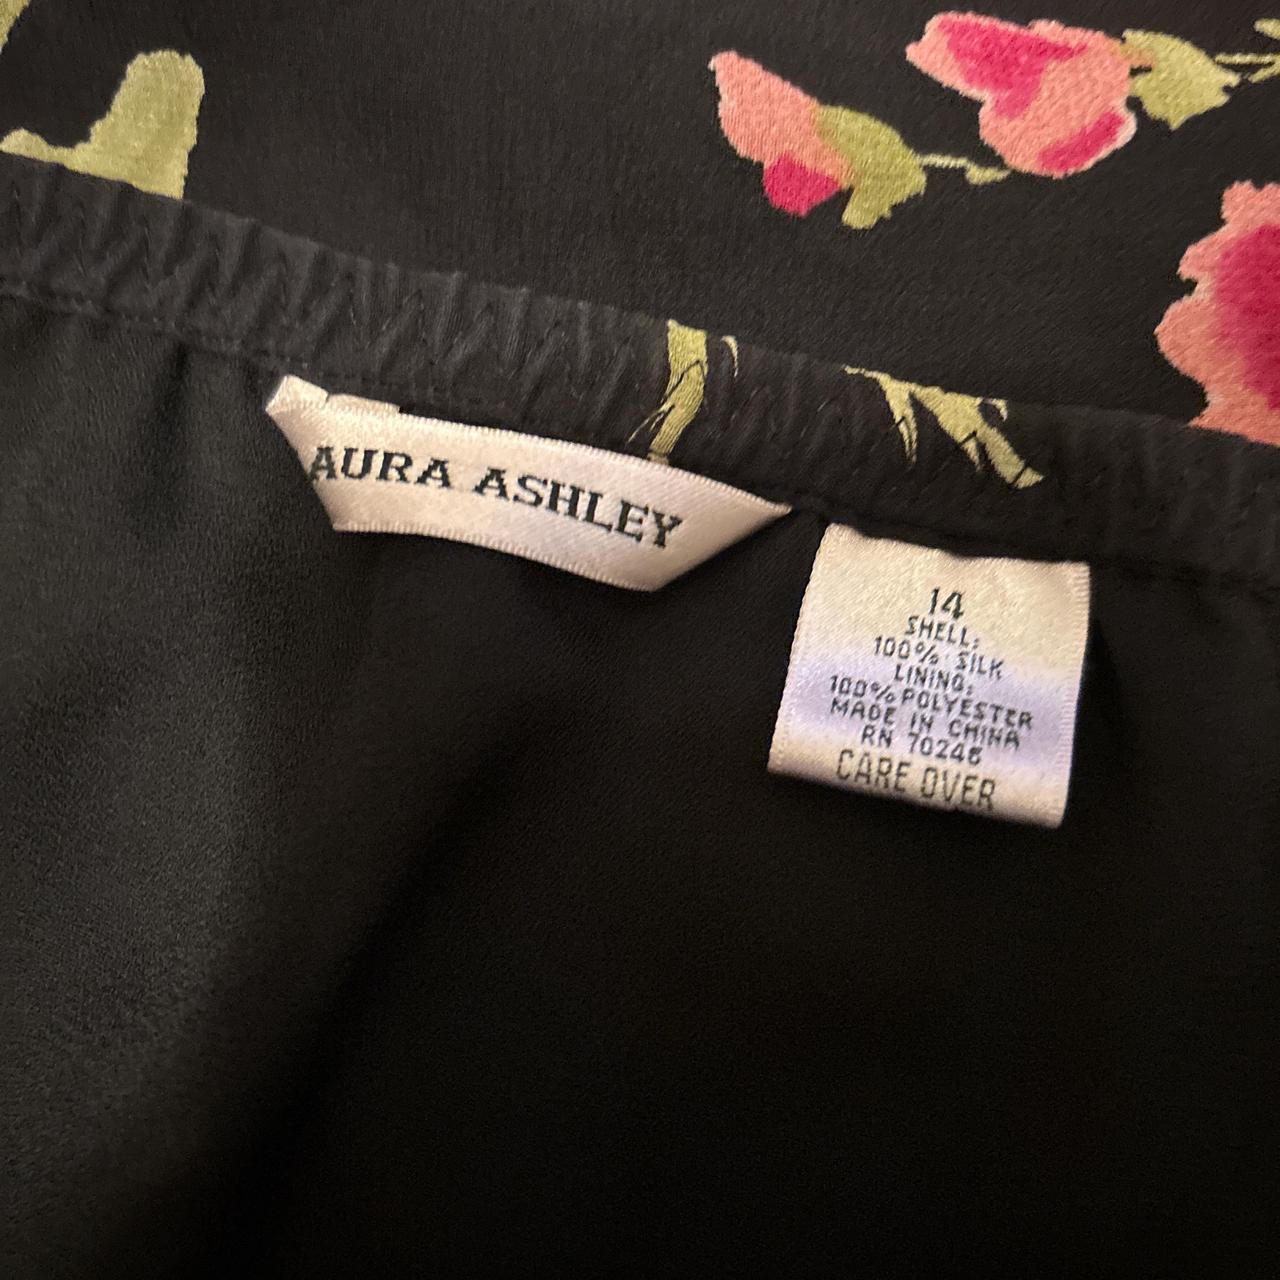 AURA ASHLEY
14
SHELL:
100% SILK
LINING:
100% POLYESTER
MADE IN CHINA
RN 70246
CARE OVER